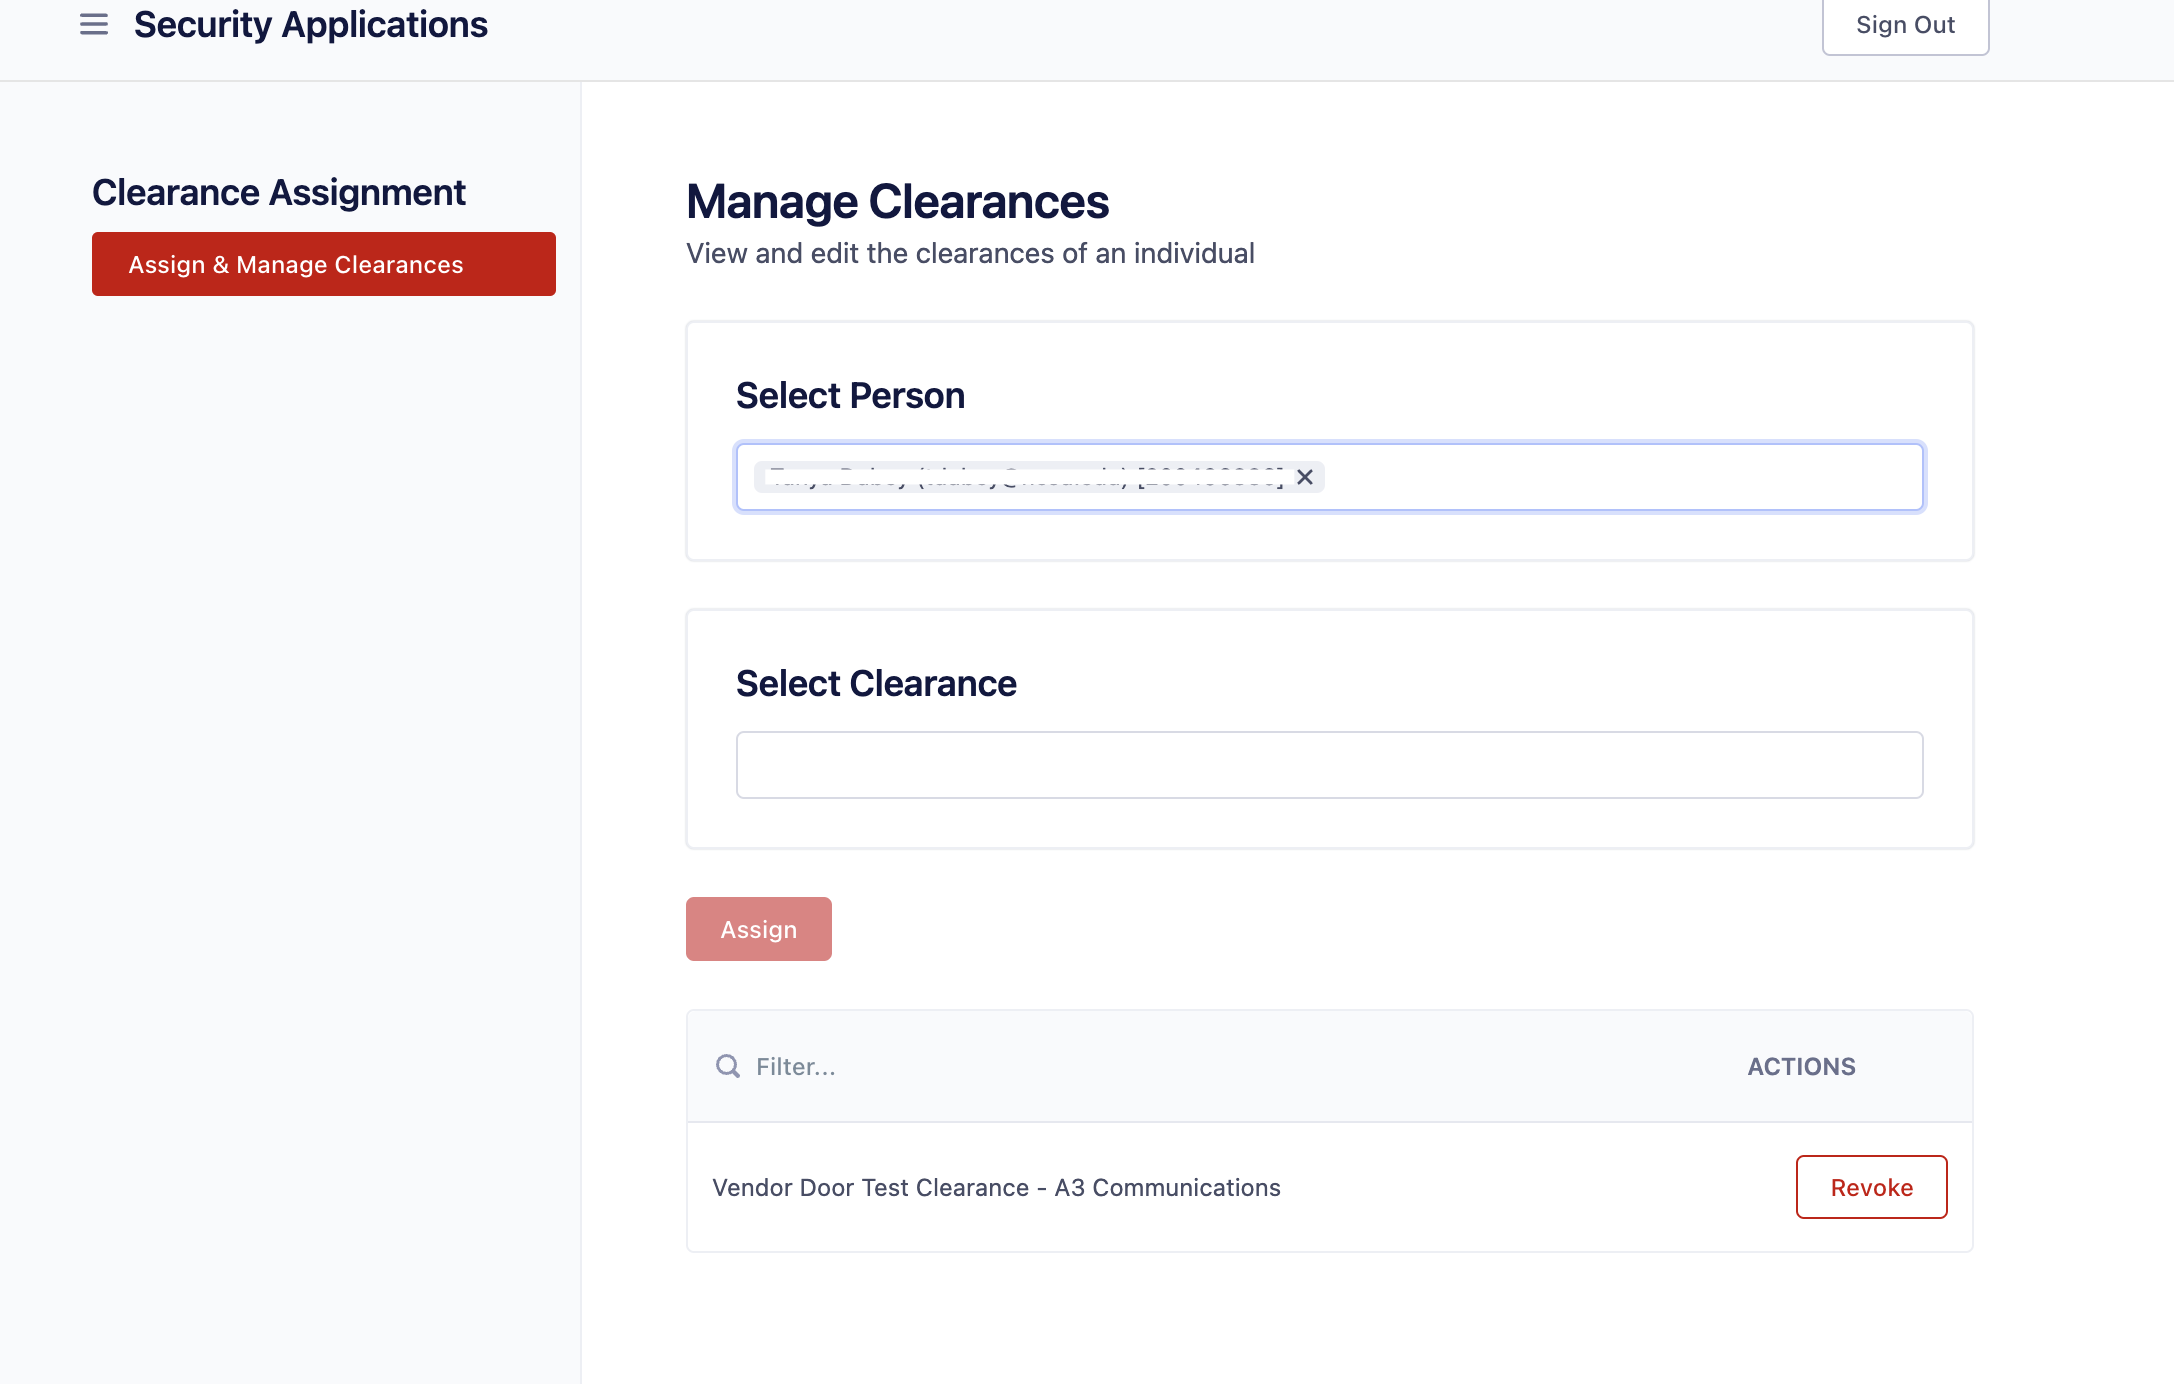 Security Applications
Sign Out
Clearance Assignment
Assign & Manage Clearances
Manage Clearances
View and edit the clearances of an individual
Select Person
Select Clearance
Assign
Filter...
ACTIONS
Vendor Door Test Clearance - A3 Communications
Revoke